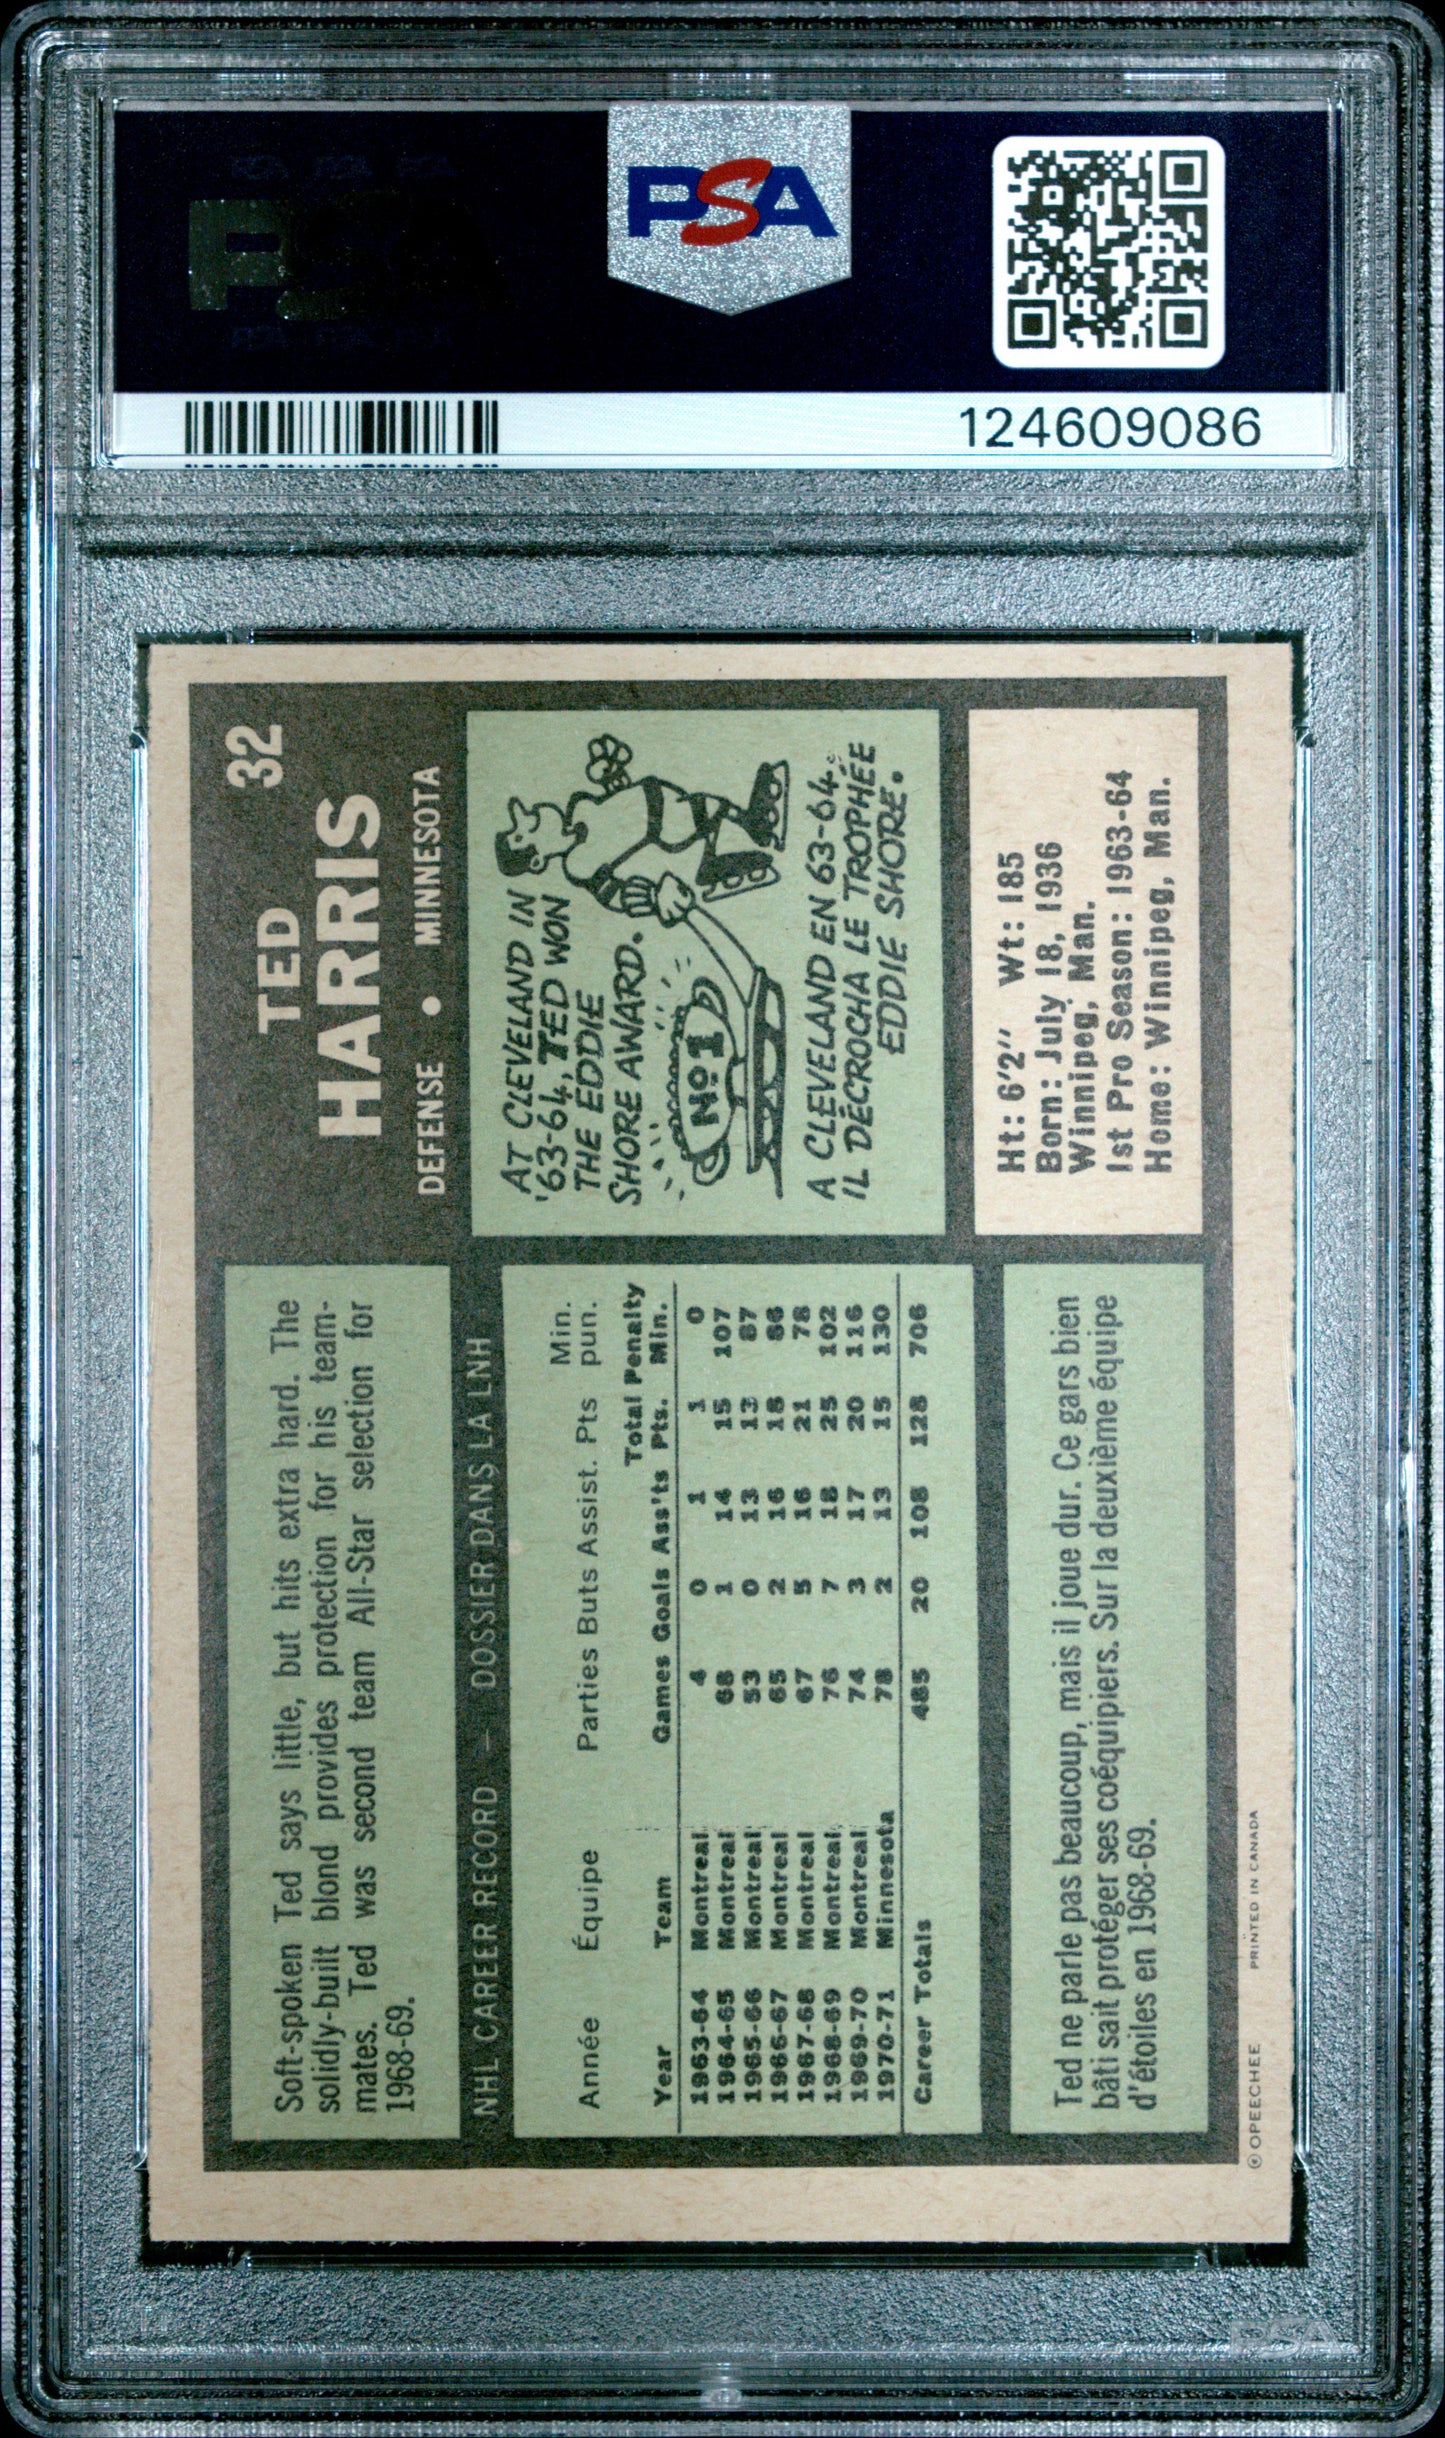 PSA
124609086
32
TED
HARRIS
DEFENSE • MINNESOTA
Soft-spoken Ted says little, but hits extra hard. The
solidly-built blond provides protection for his team-
mates. Ted was second team All-Star selection for
1968-69.
AT CLEVELAND IN
'63-64, TED WON
THE EDDIE
SHORE AWARD.
No 1
A CLEVELAND EN 63-64
IL DÉCROCHA LE TROPHÉE
EDDIE SHORE.
Ht: 6'2" Wt: 185
Born: July 18, 1936
Winnipeg, Man.
1st Pro Season: 1963-64
Home: Winnipeg, Man.
NHL CAREER RECORD — DOSSIER DANS LA LNH
Année Équipe Parties Buts Assist. Pts Min. pun.
Year Team Games Goals Ass'ts Total Pts. Penalty Min.
1963-64 Montreal 4 0 1 1 0
1964-65 Montreal 68 1 14 15 107
1965-66 Montreal 53 0 13 13 87
1966-67 Montreal 65 2 16 18 86
1967-68 Montreal 67 5 16 21 78
1968-69 Montreal 76 7 18 25 102
1969-70 Montreal 74 3 17 20 116
1970-71 Minnesota 78 2 13 15 130
Career Totals 485 20 108 128 706
Ted ne parle pas beaucoup, mais il joue dur. Ce gars bien
bâti sait protéger ses coéquipiers. Sur la deuxième équipe
d'étoiles en 1968-69.
© OPEECHEE PRINTED IN CANADA
PSA